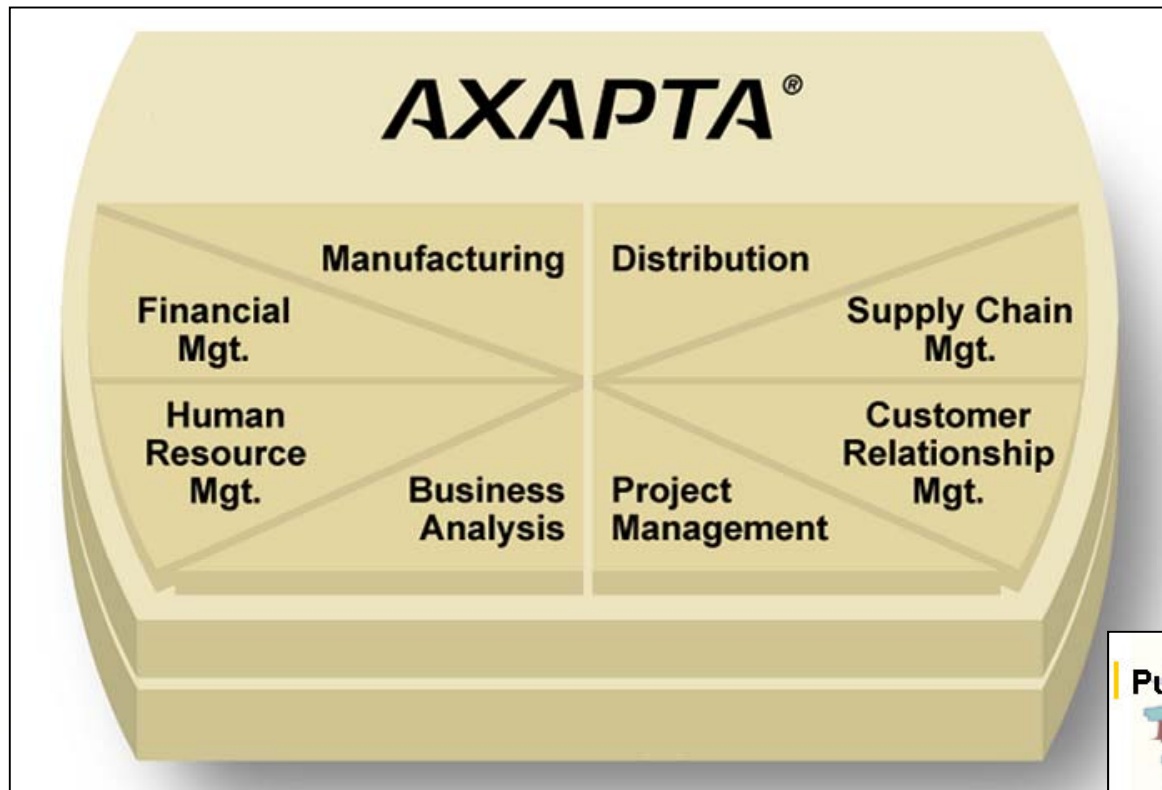 AXAPTA®
Manufacturing
Distribution
Financial
Mgt.
Supply Chain
Mgt.
Human
Resource
Mgt.
Customer
Relationship
Mgt.
Business
Analysis
Project
Management